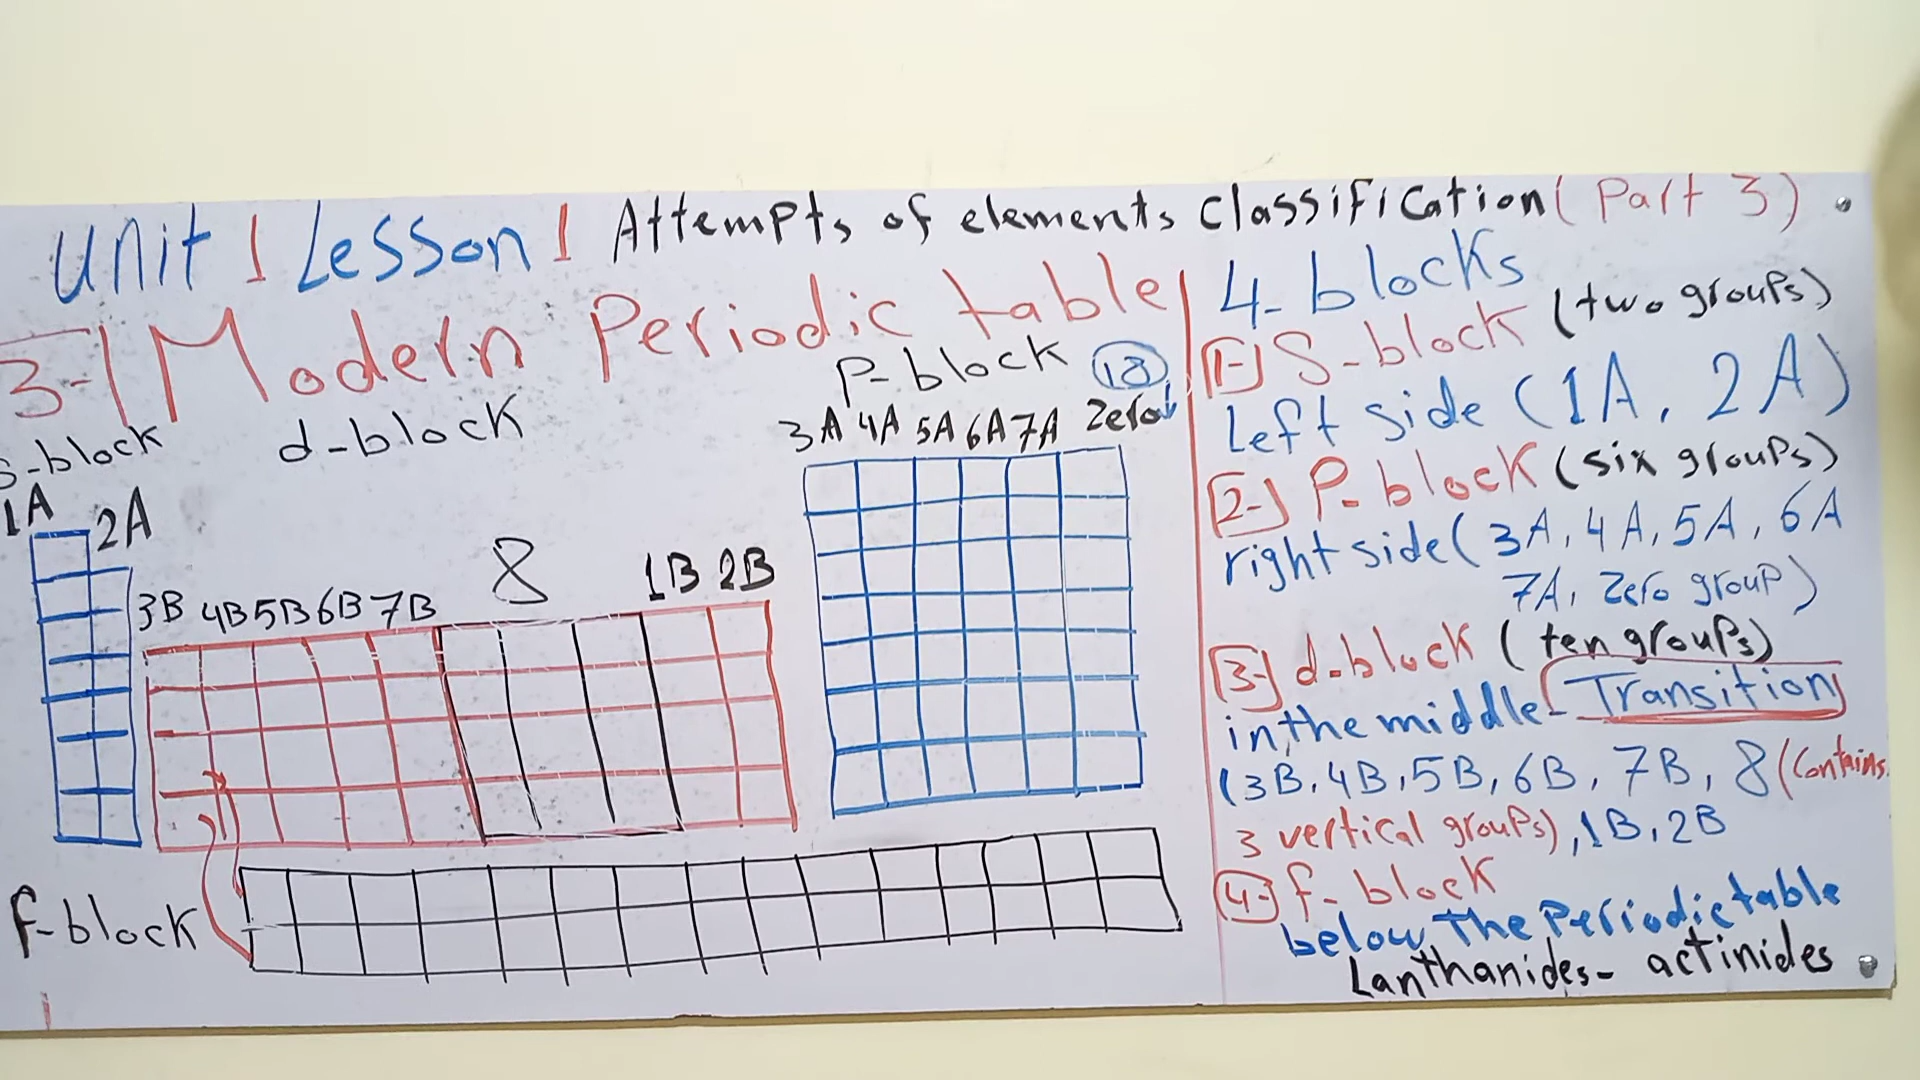 Unit 1 Lesson 1 Attempts of elements classification (Part 3)
3-| Modern Periodic table
s-block
d-block
P-block 18
1A 2A
3B 4B 5B 6B 7B 8 1B 2B
3A 4A 5A 6A 7A Zero
f-block
4- blocks
1-) S-block (two groups)
Left side (1A, 2A)
2-) P-block (six groups)
right side (3A, 4A, 5A, 6A
7A, Zero group)
3-) d-block (ten groups)
in the middle - Transition
(3B, 4B, 5B, 6B, 7B, 8 (Contains
3 vertical groups), 1B, 2B
4-) f-block
below The Periodic table
Lanthanides - actinides